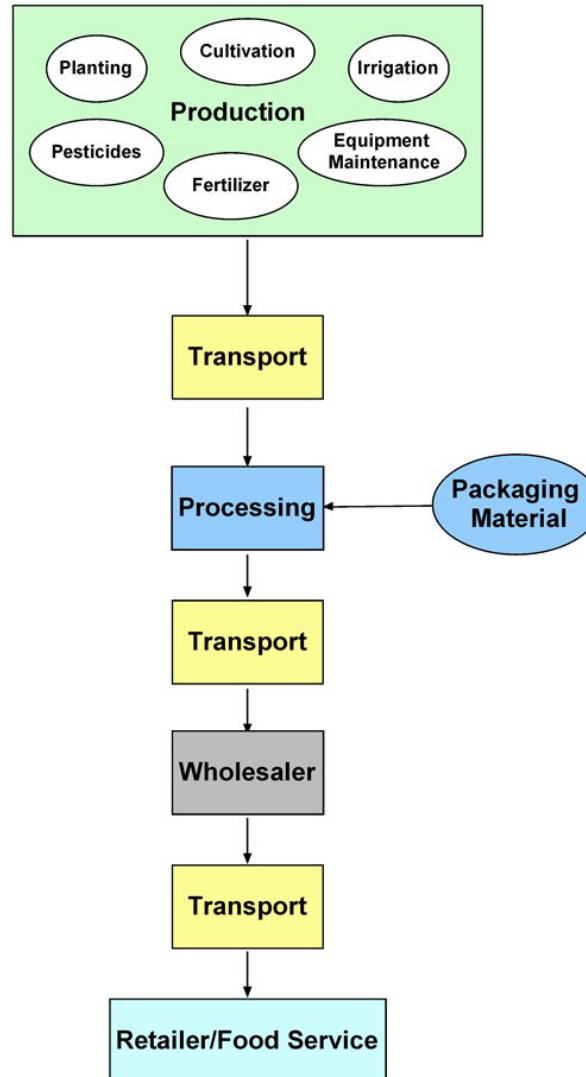 Cultivation
Planting
Irrigation
Production
Pesticides
Equipment
Maintenance
Fertilizer
Transport
Processing
Packaging
Material
Transport
Wholesaler
Transport
Retailer/Food Service